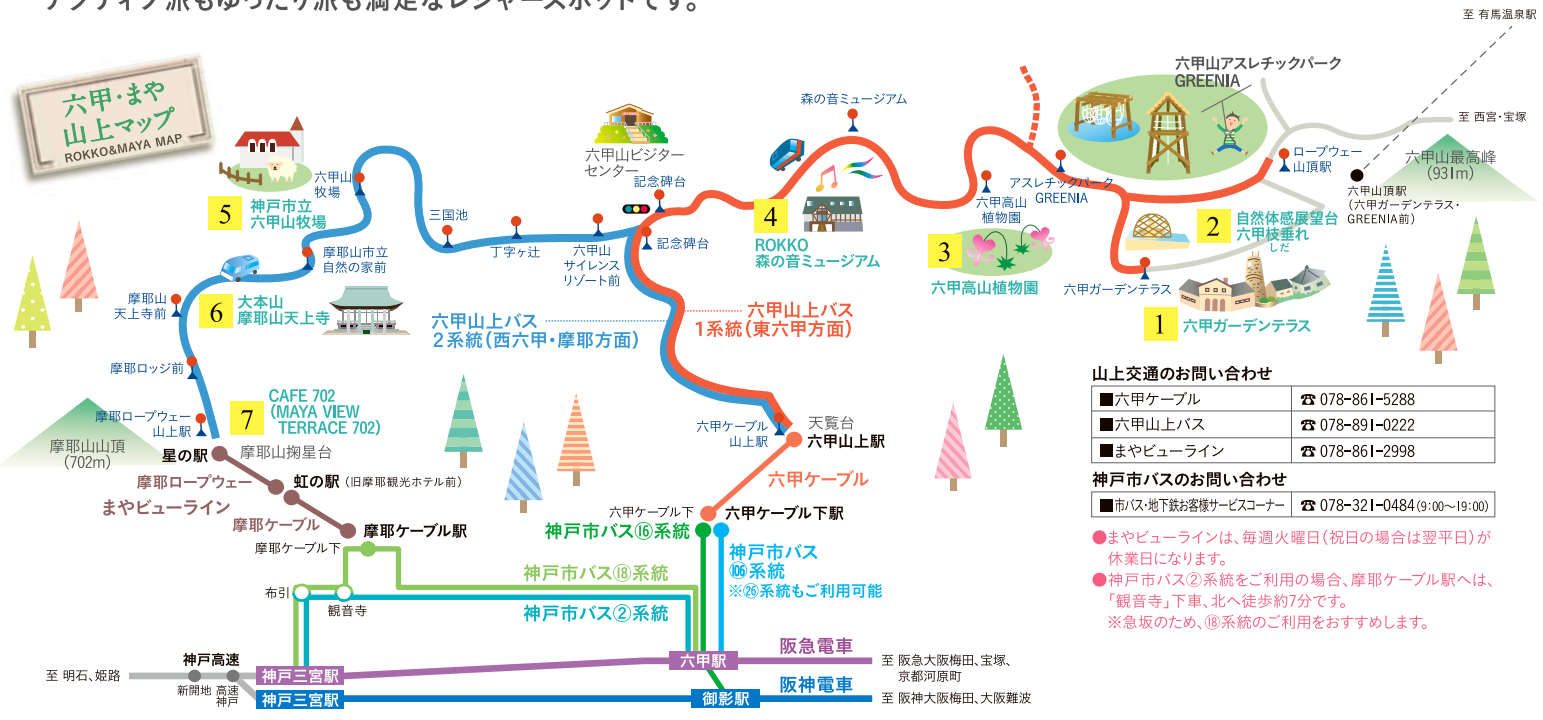 アクティブ派もゆったり派も満足なレジャースポットです。
六甲・まや
山上マップ
ROKKO&MAYA MAP
至 有馬温泉駅
六甲山アスレチックパーク
GREENIA
至 西宮・宝塚
ロープウェー
山頂駅
六甲山最高峰
(931m)
六甲山頂駅
(六甲ガーデンテラス・
GREENIA前)
森の音ミュージアム
六甲山ビジター
センター
記念碑台
記念碑台
アスレチックパーク
GREENIA
六甲高山
植物園
5
神戸市立
六甲山牧場
六甲山
牧場
三国池
丁字ヶ辻
六甲山
サイレンス
リゾート前
4
ROKKO
森の音ミュージアム
3
六甲高山植物園
2
自然体感展望台
六甲枝垂れ
しだ
六甲ガーデンテラス
1
六甲ガーデンテラス
摩耶山市立
自然の家前
摩耶山
天上寺前
6
大本山
摩耶山天上寺
六甲山上バス
2系統(西六甲・摩耶方面)
六甲山上バス
1系統(東六甲方面)
摩耶ロッジ前
摩耶ロープウェー
山上駅
7
CAFE 702
(MAYA VIEW
TERRACE 702)
摩耶山山頂
(702m)
星の駅
摩耶山掬星台
摩耶ロープウェー
虹の駅(旧摩耶観光ホテル前)
まやビューライン
摩耶ケーブル
摩耶ケーブル駅
摩耶ケーブル下
六甲ケーブル
山上駅
天覧台
六甲山上駅
六甲ケーブル
六甲ケーブル下
六甲ケーブル下駅
神戸市バス⑯系統
神戸市バス
106系統
※㉖系統もご利用可能
神戸市バス⑱系統
神戸市バス②系統
布引
観音寺
阪急電車
六甲駅
至 阪急大阪梅田、宝塚、
京都河原町
阪神電車
御影駅
至 阪神大阪梅田、大阪難波
神戸高速
至 明石、姫路
新開地
高速
神戸
神戸三宮駅
神戸三宮駅
山上交通のお問い合わせ
■六甲ケーブル ☎078-861-5288
■六甲山上バス ☎078-891-0222
■まやビューライン ☎078-861-2998
神戸市バスのお問い合わせ
■市バス・地下鉄お客様サービスコーナー ☎078-321-0484(9:00〜19:00)
●まやビューラインは、毎週火曜日(祝日の場合は翌平日)が
休業日になります。
●神戸市バス②系統をご利用の場合、摩耶ケーブル駅へは、
「観音寺」下車、北へ徒歩約7分です。
※急坂のため、⑱系統のご利用をおすすめします。